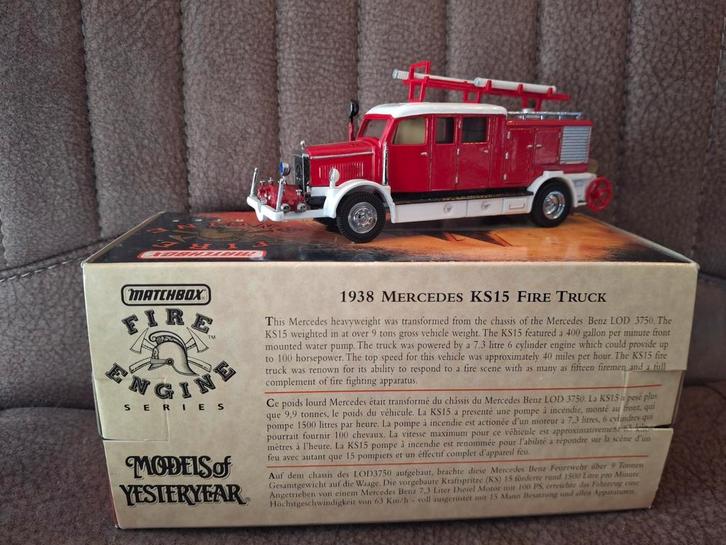 MATCHBOX
FIRE
ENGINE™
SERIES
MODELS of
YESTERYEAR®
1938 MERCEDES KS15 FIRE TRUCK
This Mercedes heavyweight was transformed from the chassis of the Mercedes Benz LOD 3750. The
KS15 weighted in at over 9 tons gross vehicle weight. The KS15 featured a 400 gallon per minute front
mounted water pump. The truck was powered by a 7.3 litre 6 cylinder engine which could provide up
to 100 horsepower. The top speed for this vehicle was approximately 40 miles per hour. The KS15 fire
truck was renown for its ability to respond to a fire scene with as many as fifteen firemen and a full
complement of fire fighting apparatus.
Ce poids lourd Mercedes était transformé du châssis du Mercedes Benz LOD 3750. La KS15 a pesé plus
que 9,9 tonnes, le poids du véhicule. La KS15 a presenté une pompe à incendie, monté au front, qui
pompe 1500 litres par heure. La pompe à incendie est actionée d'un moteur a 7,3 litres, 6 cylindres qui
pourrait fournir 100 chevaux. La vitesse maximum pour ce véhicule est approximativement
mètres à l'heure. La KS15 pompe à incendie est renommée pour l'abilité a répondre sur la scène d'un
feu avec autant que 15 pompiers et un éffectif complet d'appareil feu.
Auf dem chassis des LOD3750 aufgebaut, brachte diese Mercedes Benz Feuerwehr über 9 Tonnen
Gesamtgewicht auf die Waage. Die vorgebaute Kraftspritze (KS) 15 förderte rund 1500 Litre pro Minute.
Angetrieben von einem Mercedes Benz 7,3 Liter Diesel Motor mit 100 PS, erreichte das Fahrzeug eine
Höchstgeschwindigkeit von 63 Km/h - voll ausgerüstet mit 15 Mann Besatzung und allen Apparaturen.